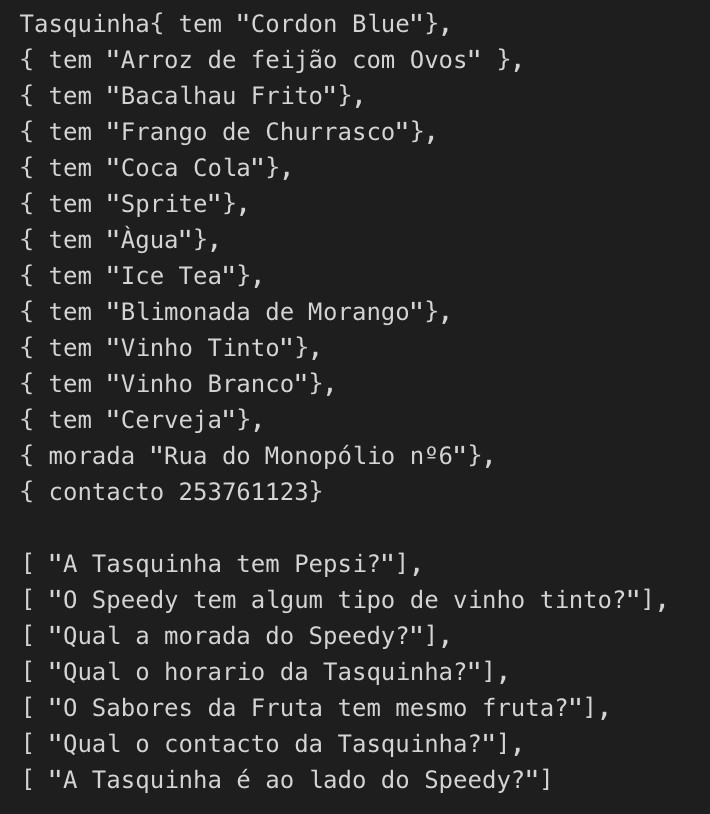 Tasquinha{ tem "Cordon Blue"},
{ tem "Arroz de feijão com Ovos" },
{ tem "Bacalhau Frito"},
{ tem "Frango de Churrasco"},
{ tem "Coca Cola"},
{ tem "Sprite"},
{ tem "Àgua"},
{ tem "Ice Tea"},
{ tem "Blimonada de Morango"},
{ tem "Vinho Tinto"},
{ tem "Vinho Branco"},
{ tem "Cerveja"},
{ morada "Rua do Monopólio nº6"},
{ contacto 253761123}

[ "A Tasquinha tem Pepsi?"],
[ "O Speedy tem algum tipo de vinho tinto?"],
[ "Qual a morada do Speedy?"],
[ "Qual o horario da Tasquinha?"],
[ "O Sabores da Fruta tem mesmo fruta?"],
[ "Qual o contacto da Tasquinha?"],
[ "A Tasquinha é ao lado do Speedy?"]